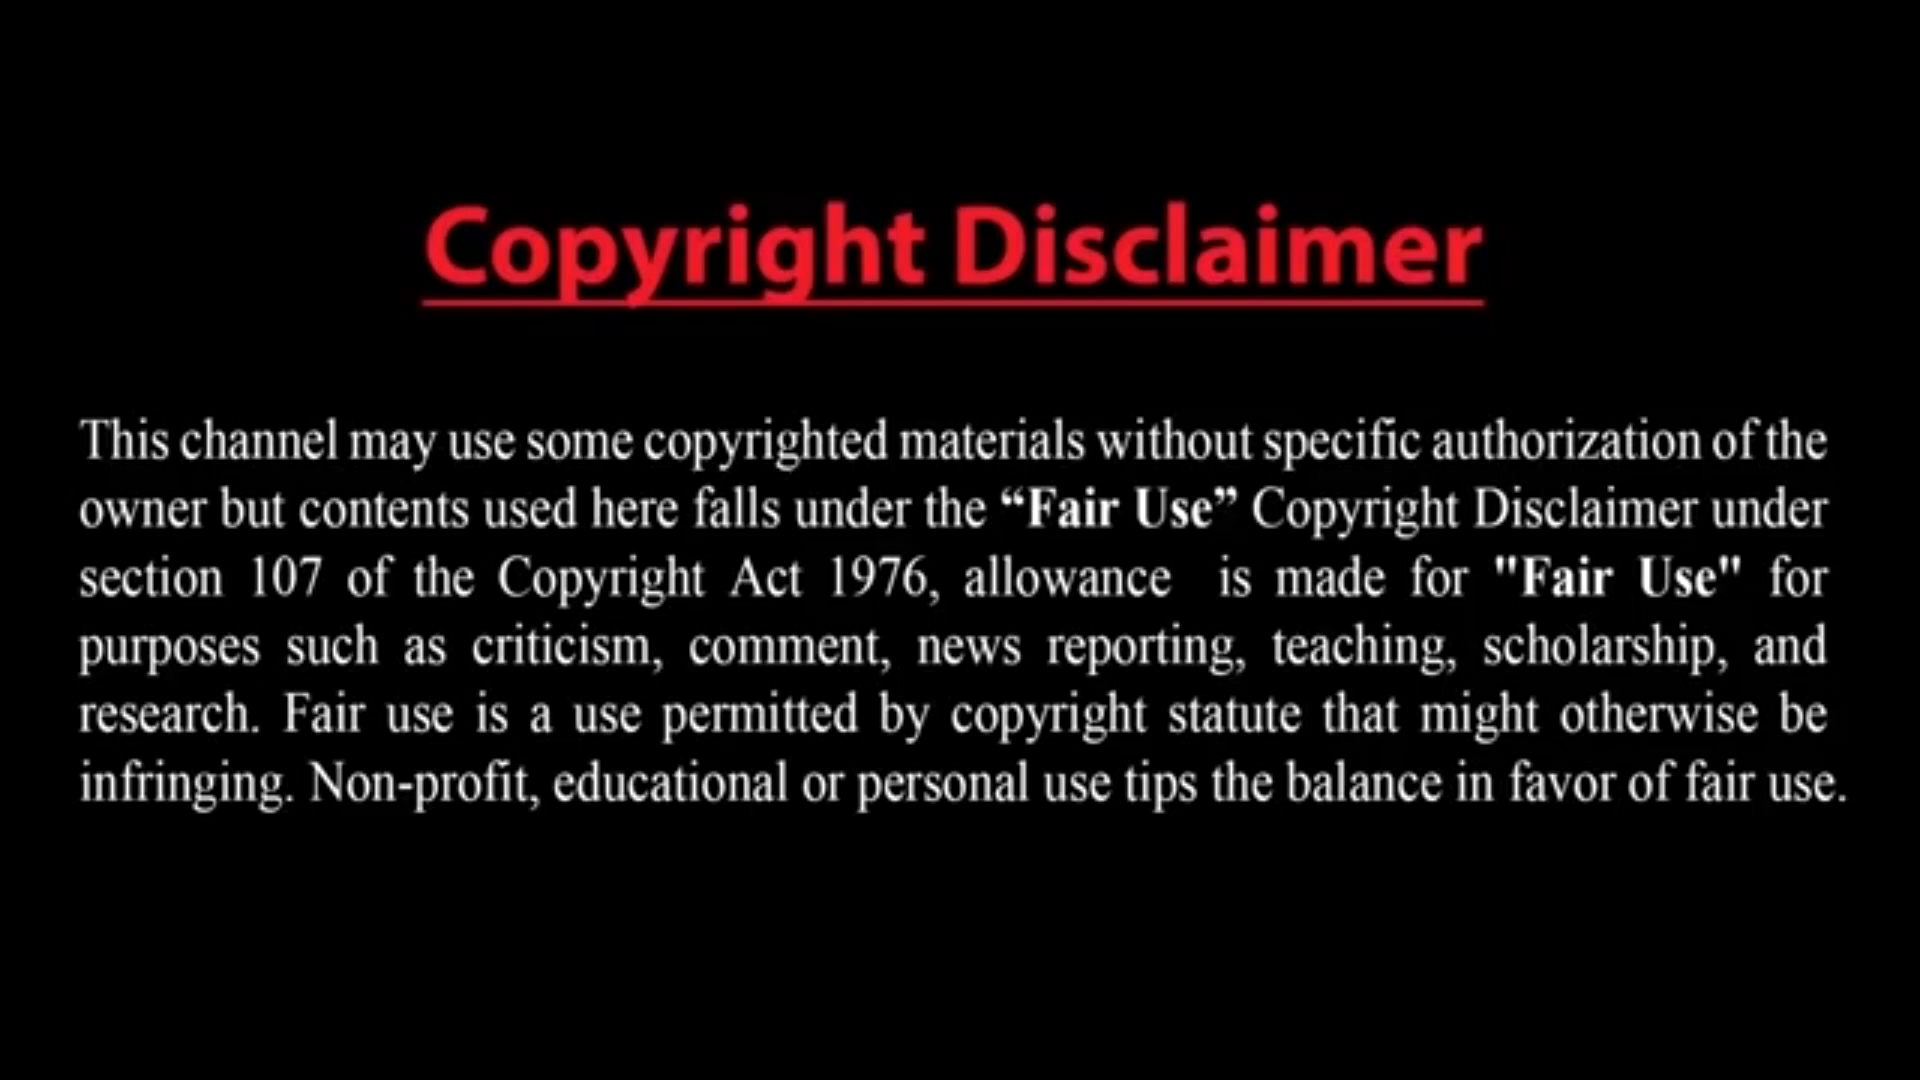 Copyright Disclaimer
This channel may use some copyrighted materials without specific authorization of the
owner but contents used here falls under the “Fair Use” Copyright Disclaimer under
section 107 of the Copyright Act 1976, allowance  is made for "Fair Use" for
purposes such as criticism, comment, news reporting, teaching, scholarship, and
research. Fair use is a use permitted by copyright statute that might otherwise be
infringing. Non-profit, educational or personal use tips the balance in favor of fair use.